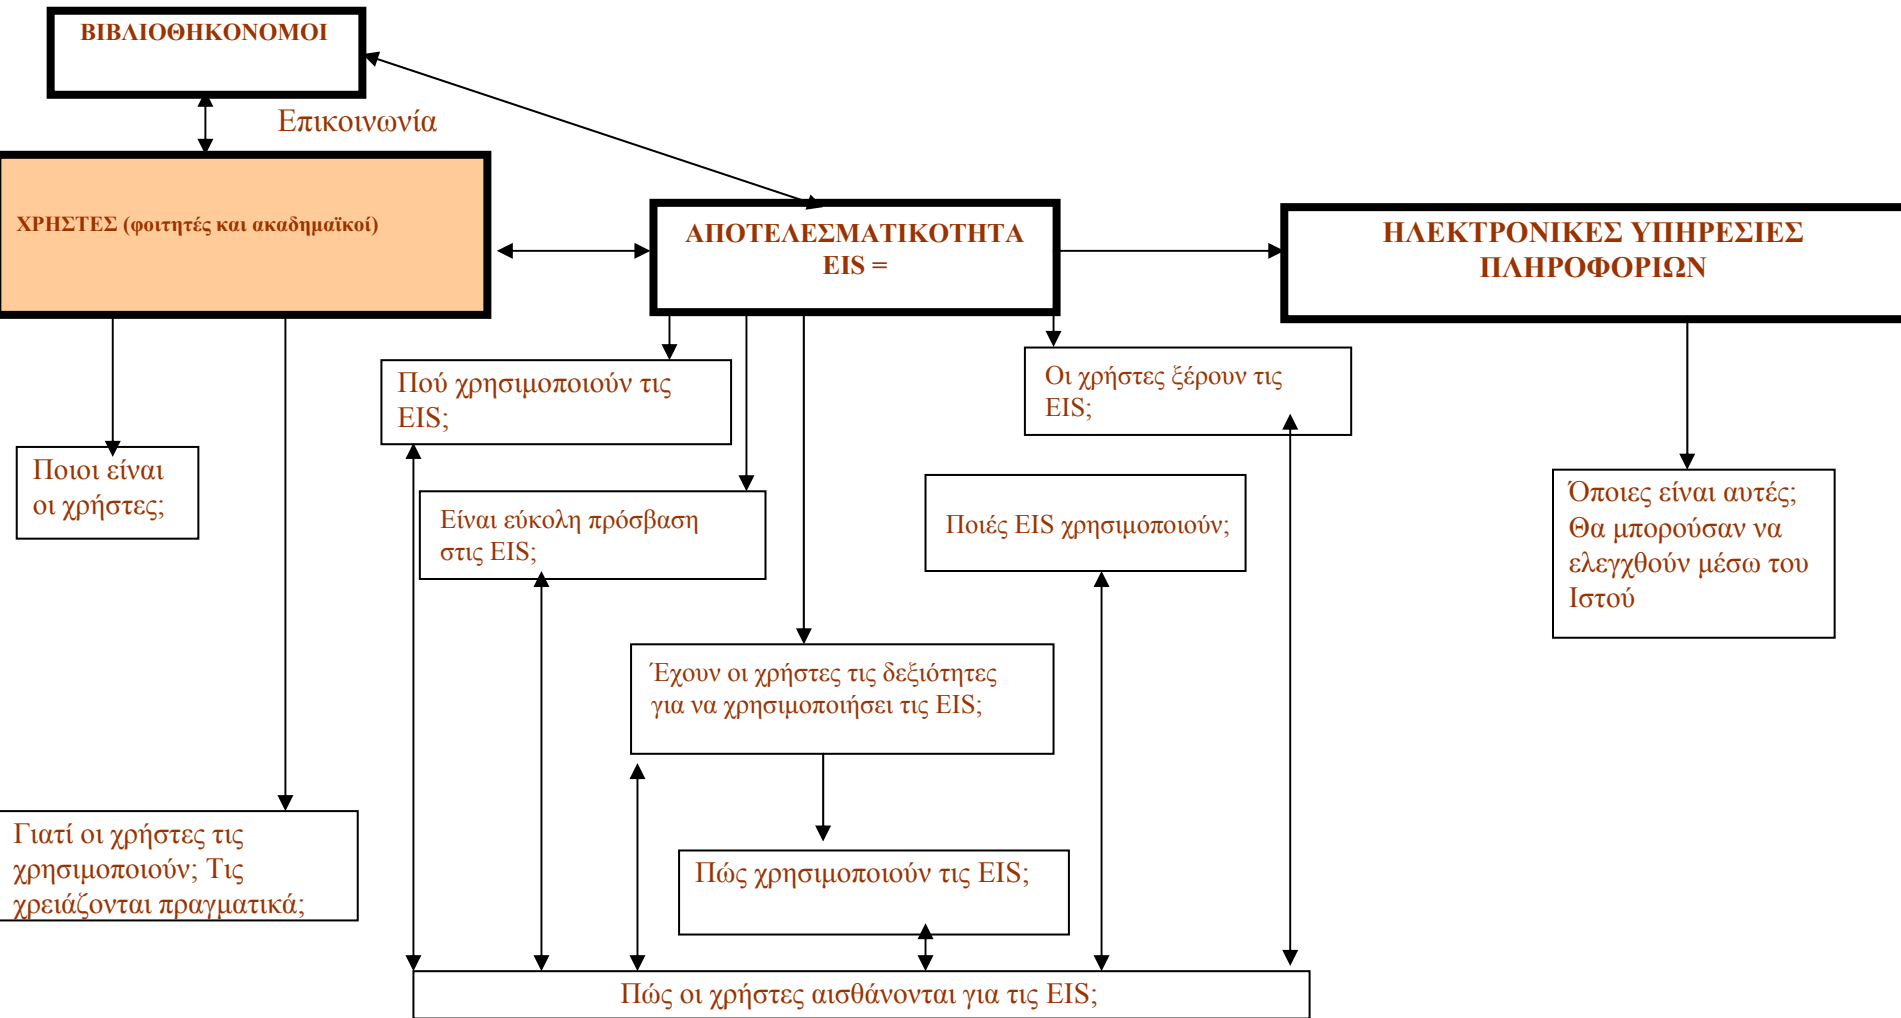 ΒΙΒΛΙΟΘΗΚΟΝΟΜΟΙ
Επικοινωνία
ΧΡΗΣΤΕΣ (φοιτητές και ακαδημαϊκοί)
ΑΠΟΤΕΛΕΣΜΑΤΙΚΟΤΗΤΑ
EIS =
ΗΛΕΚΤΡΟΝΙΚΕΣ ΥΠΗΡΕΣΙΕΣ
ΠΛΗΡΟΦΟΡΙΩΝ
Πού χρησιμοποιούν τις
EIS;
Οι χρήστες ξέρουν τις
EIS;
Ποιοι είναι
οι χρήστες;
Είναι εύκολη πρόσβαση
στις EIS;
Ποιές EIS χρησιμοποιούν;
Όποιες είναι αυτές;
Θα μπορούσαν να
ελεγχθούν μέσω του
Ιστού
Έχουν οι χρήστες τις δεξιότητες
για να χρησιμοποιήσει τις EIS;
Γιατί οι χρήστες τις
χρησιμοποιούν; Τις
χρειάζονται πραγματικά;
Πώς χρησιμοποιούν τις EIS;
Πώς οι χρήστες αισθάνονται για τις EIS;